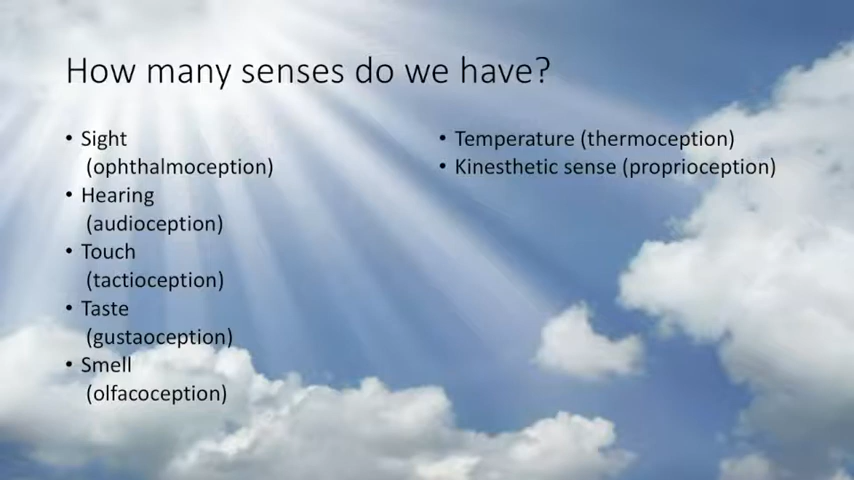 How many senses do we have?
• Sight
(ophthalmoception)
• Hearing
(audioception)
• Touch
(tactioception)
• Taste
(gustaoception)
• Smell
(olfacoception)
• Temperature (thermoception)
• Kinesthetic sense (proprioception)